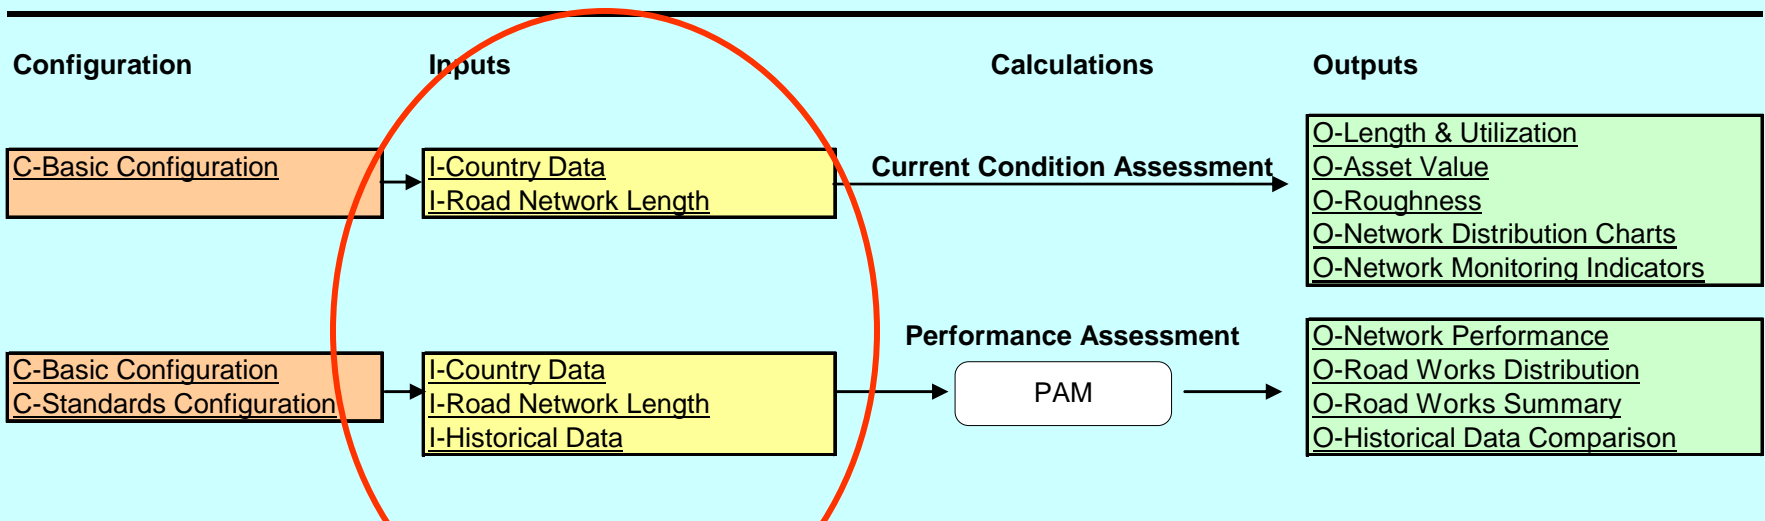 Configuration
Inputs
Calculations
Outputs
C-Basic Configuration
I-Country Data
I-Road Network Length
Current Condition Assessment
O-Length & Utilization
O-Asset Value
O-Roughness
O-Network Distribution Charts
O-Network Monitoring Indicators
C-Basic Configuration
C-Standards Configuration
I-Country Data
I-Road Network Length
I-Historical Data
Performance Assessment
PAM
O-Network Performance
O-Road Works Distribution
O-Road Works Summary
O-Historical Data Comparison